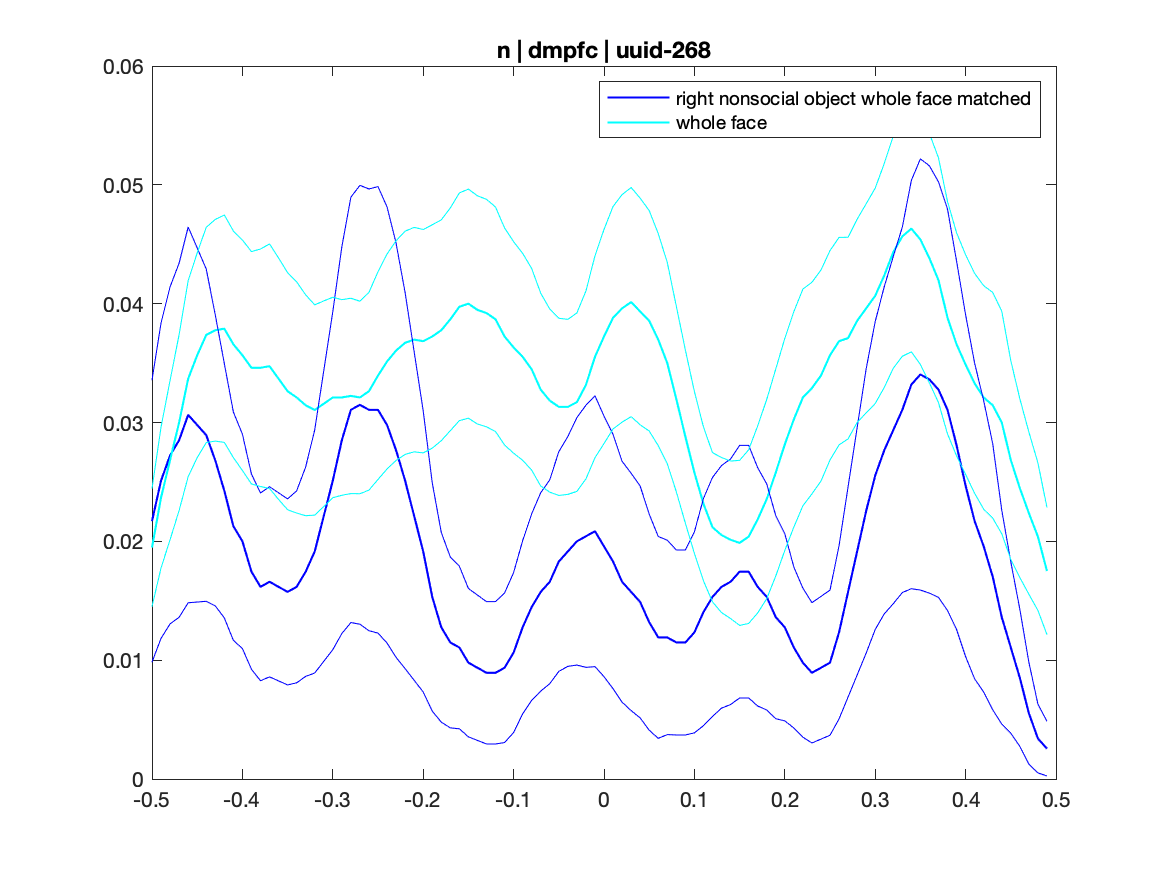 n | dmpfc | uuid-268
0.06
right nonsocial object whole face matched
whole face
0.05
0.04
0.03
0.02
0.01
0
-0.5 -0.4 -0.3 -0.2 -0.1 0 0.1 0.2 0.3 0.4 0.5